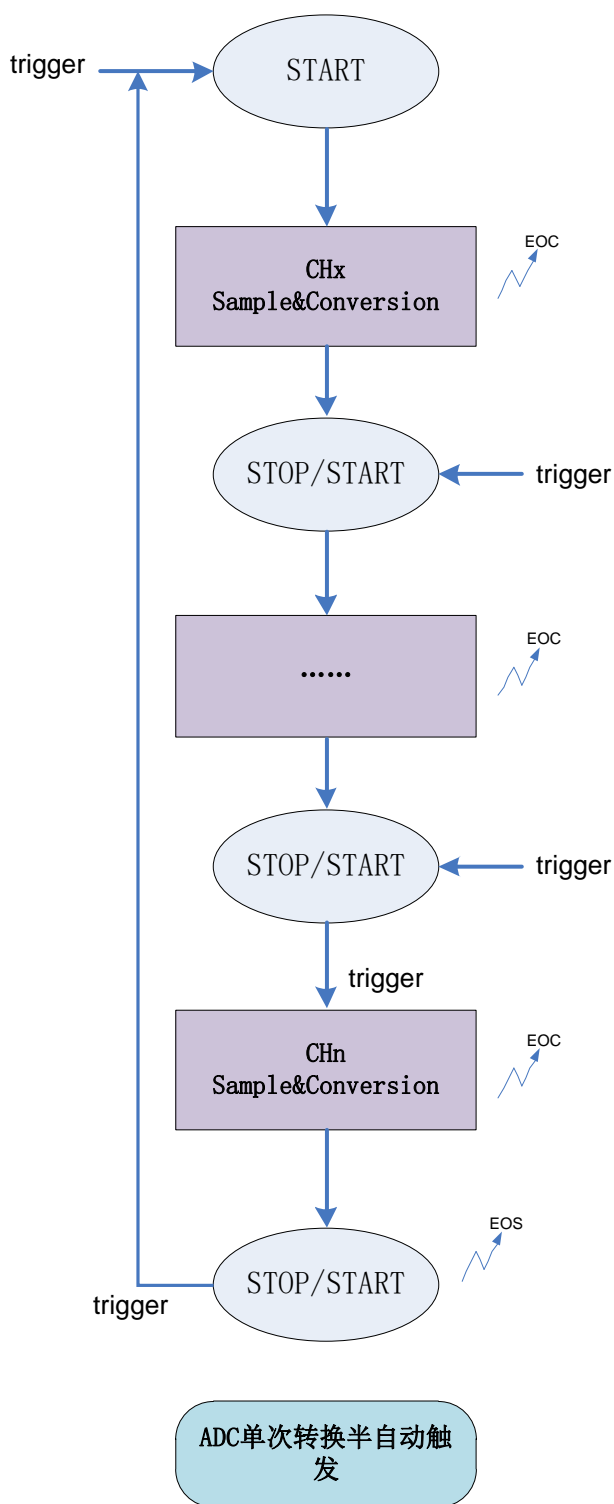 trigger
START
EOC
CHx
Sample&Conversion
STOP/START
trigger
EOC
……
STOP/START
trigger
trigger
EOC
CHn
Sample&Conversion
EOS
STOP/START
trigger
ADC单次转换半自动触
发